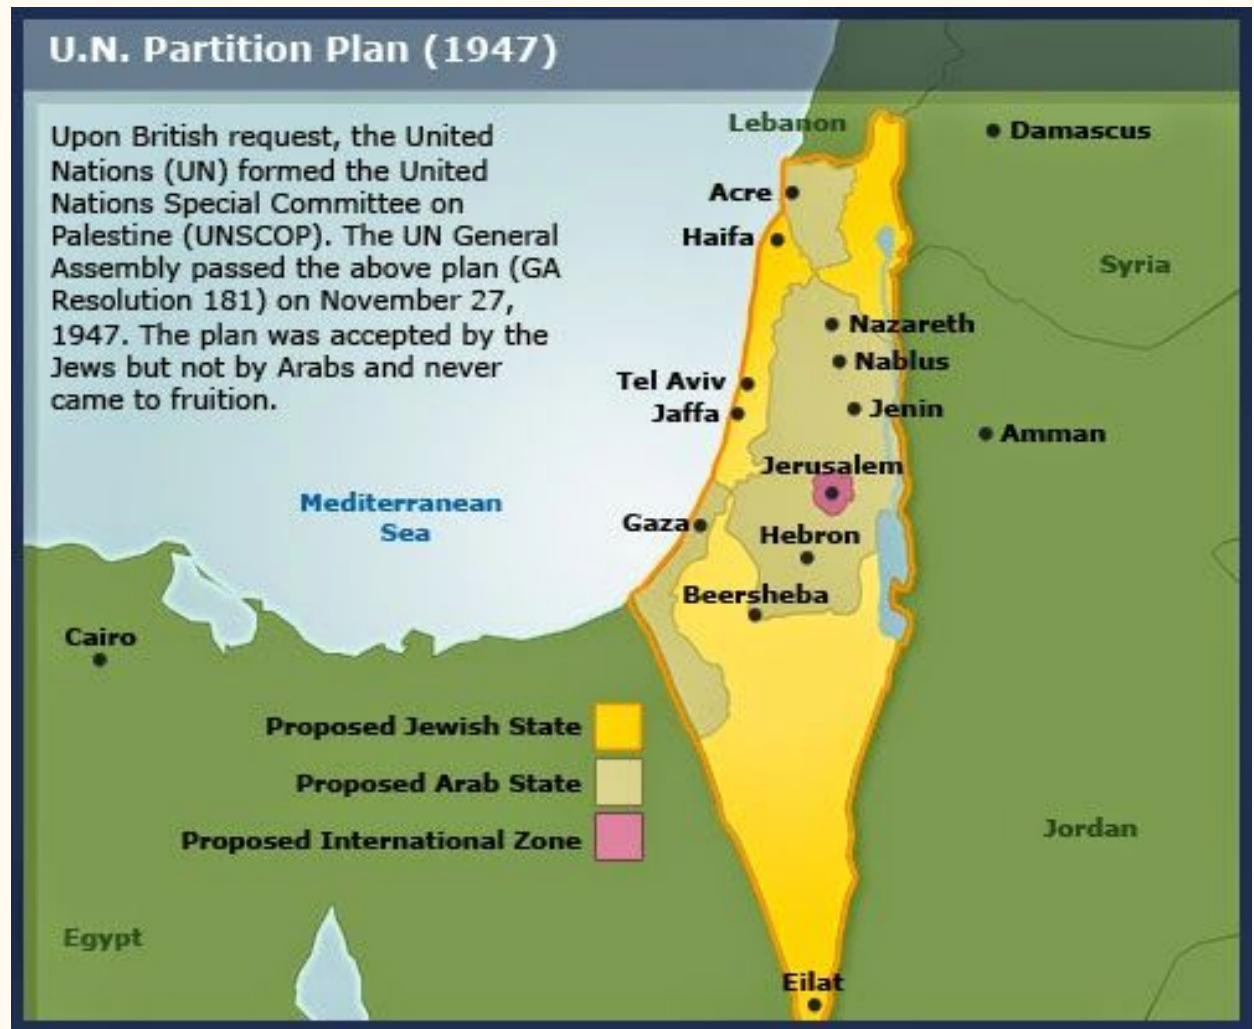 U.N. Partition Plan (1947)
Upon British request, the United
Nations (UN) formed the United
Nations Special Committee on
Palestine (UNSCOP). The UN General
Assembly passed the above plan (GA
Resolution 181) on November 27,
1947. The plan was accepted by the
Jews but not by Arabs and never
came to fruition.
Lebanon
Damascus
Acre
Haifa
Syria
Nazareth
Nablus
Tel Aviv
Jaffa
Jenin
Amman
Jerusalem
Mediterranean
Sea
Gaza
Hebron
Beersheba
Cairo
Proposed Jewish State
Proposed Arab State
Proposed International Zone
Jordan
Egypt
Eilat